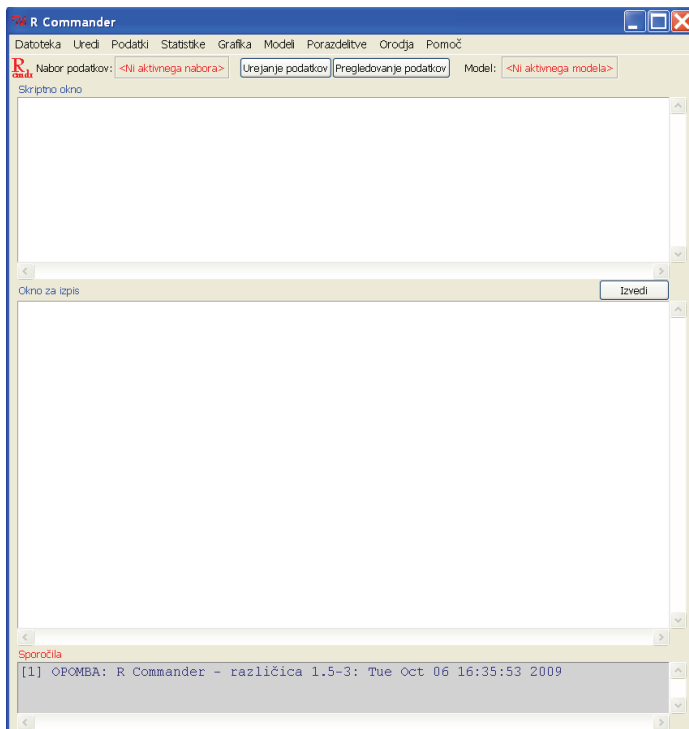 R Commander
Datoteka Uredi Podatki Statistike Grafika Modeli Porazdelitve Orodja Pomoč
R cmdr Nabor podatkov: <Ni aktivnega nabora> Urejanje podatkov Pregledovanje podatkov Model: <Ni aktivnega modela>
Skriptno okno
Okno za izpis Izvedi
Sporočila
[1] OPOMBA: R Commander - različica 1.5-3: Tue Oct 06 16:35:53 2009